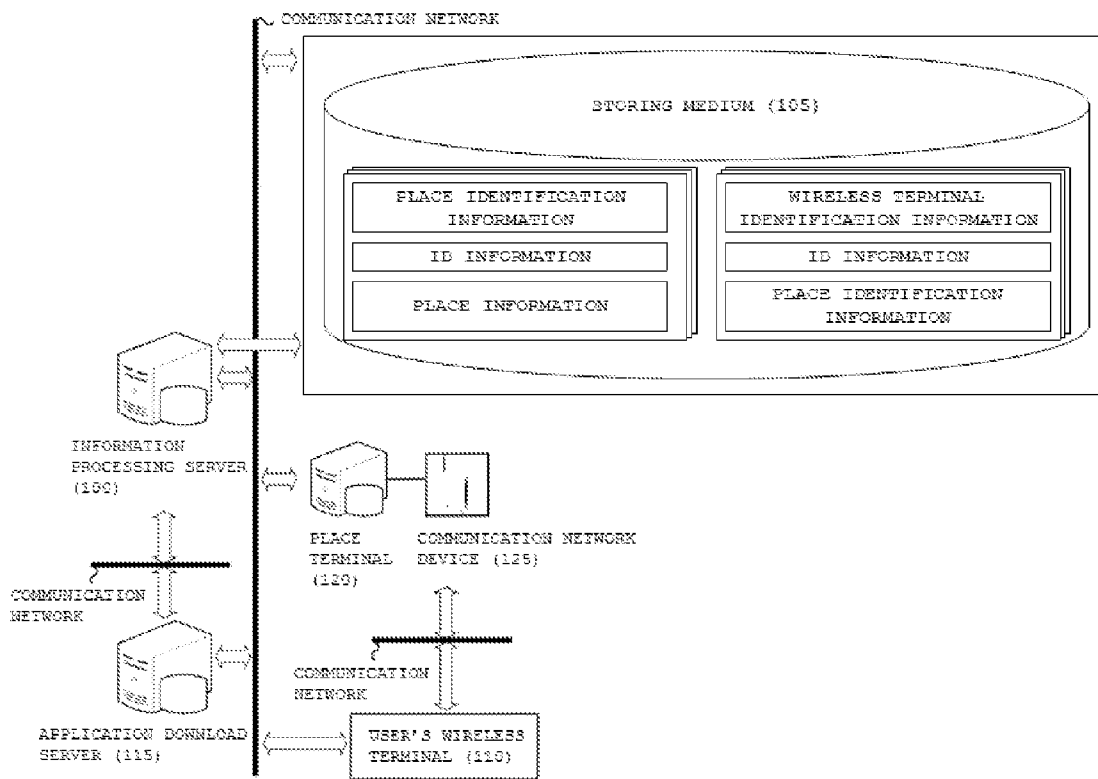 COMMUNICATION NETWORK
STORING MEDIUM (105)
PLACE IDENTIFICATION
INFORMATION
ID INFORMATION
PLACE INFORMATION
WIRELESS TERMINAL
IDENTIFICATION INFORMATION
ID INFORMATION
PLACE IDENTIFICATION
INFORMATION
INFORMATION
PROCESSING SERVER
(100)
PLACE
TERMINAL
(120)
COMMUNICATION NETWORK
DEVICE (125)
COMMUNICATION
NETWORK
COMMUNICATION
NETWORK
APPLICATION DOWNLOAD
SERVER (115)
USER'S WIRELESS
TERMINAL (110)